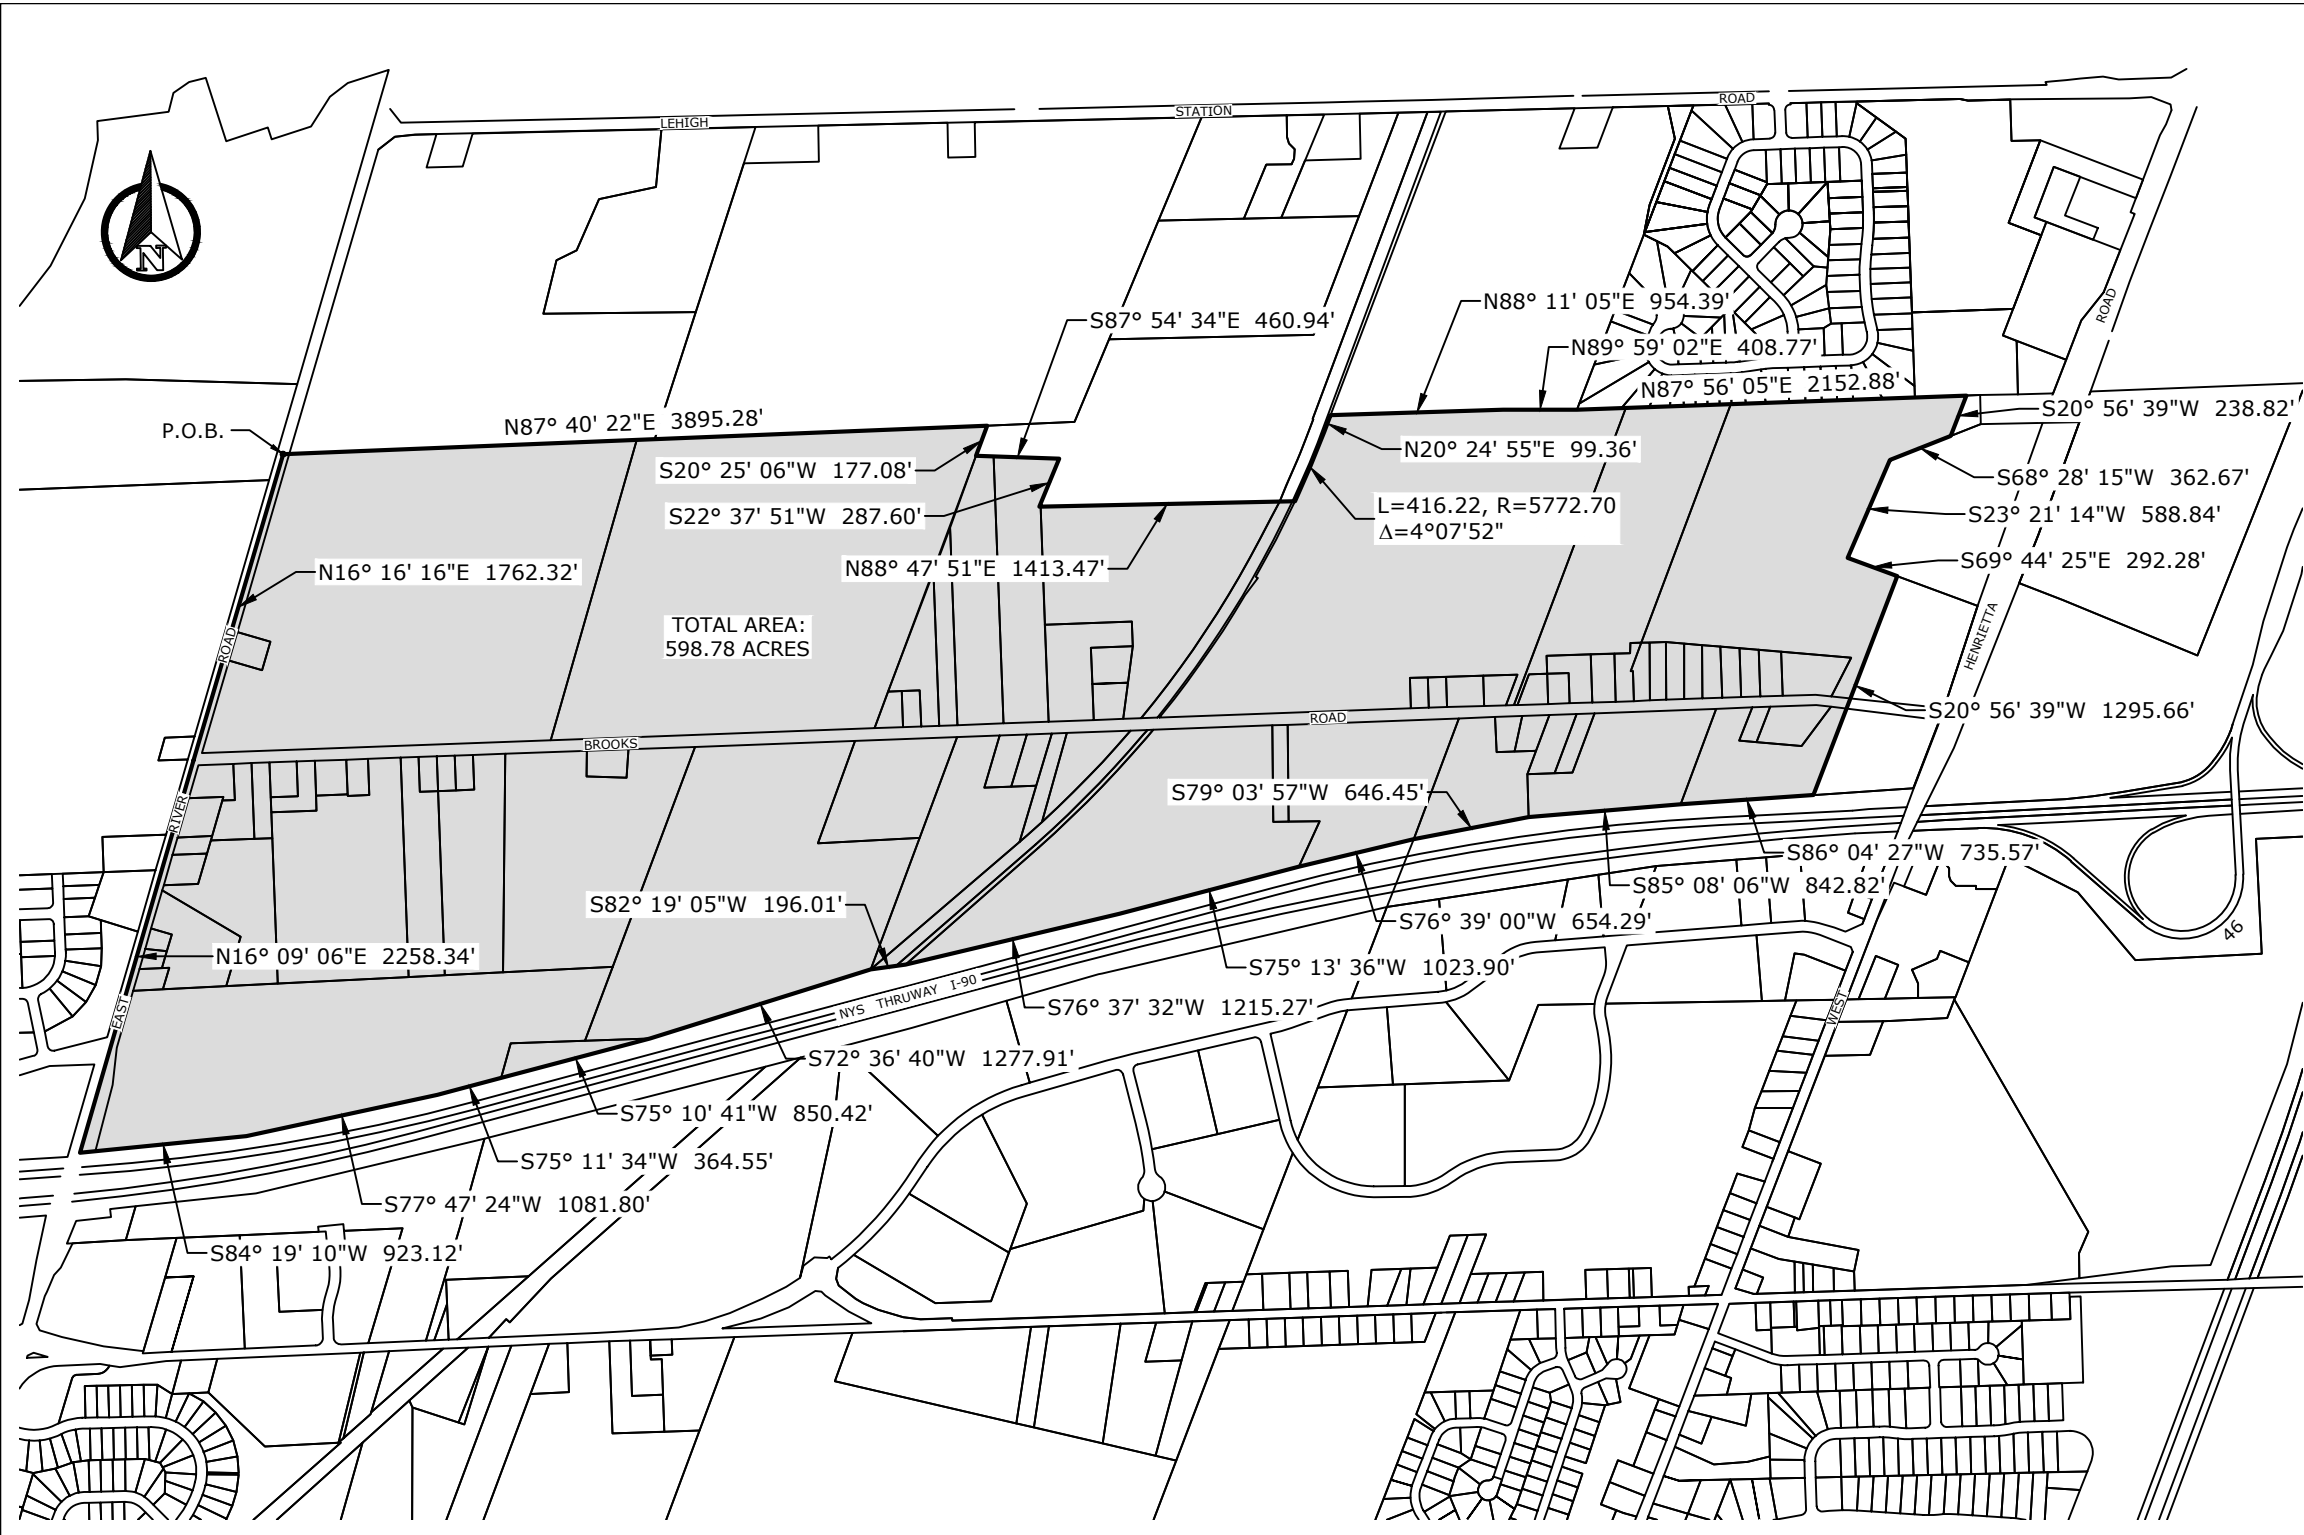 LEHIGH
STATION
ROAD
N
ROAD
S87° 54' 34"E 460.94'
N88° 11' 05"E 954.39'
N89° 59' 02"E 408.77'
N87° 56' 05"E 2152.88'
S20° 56' 39"W 238.82'
P.O.B.
N87° 40' 22"E 3895.28'
S20° 25' 06"W 177.08'
N20° 24' 55"E 99.36'
S68° 28' 15"W 362.67'
S22° 37' 51"W 287.60'
L=416.22, R=5772.70
Δ=4°07'52"
S23° 21' 14"W 588.84'
N16° 16' 16"E 1762.32'
N88° 47' 51"E 1413.47'
S69° 44' 25"E 292.28'
TOTAL AREA:
598.78 ACRES
ROAD
HENRIETTA
BROOKS
ROAD
S20° 56' 39"W 1295.66'
S79° 03' 57"W 646.45'
RIVER
S86° 04' 27"W 735.57'
S85° 08' 06"W 842.82'
S82° 19' 05"W 196.01'
S76° 39' 00"W 654.29'
46
N16° 09' 06"E 2258.34'
S75° 13' 36"W 1023.90'
NYS THRUWAY I-90
EAST
S76° 37' 32"W 1215.27'
WEST
S72° 36' 40"W 1277.91'
S75° 10' 41"W 850.42'
S75° 11' 34"W 364.55'
S77° 47' 24"W 1081.80'
S84° 19' 10"W 923.12'